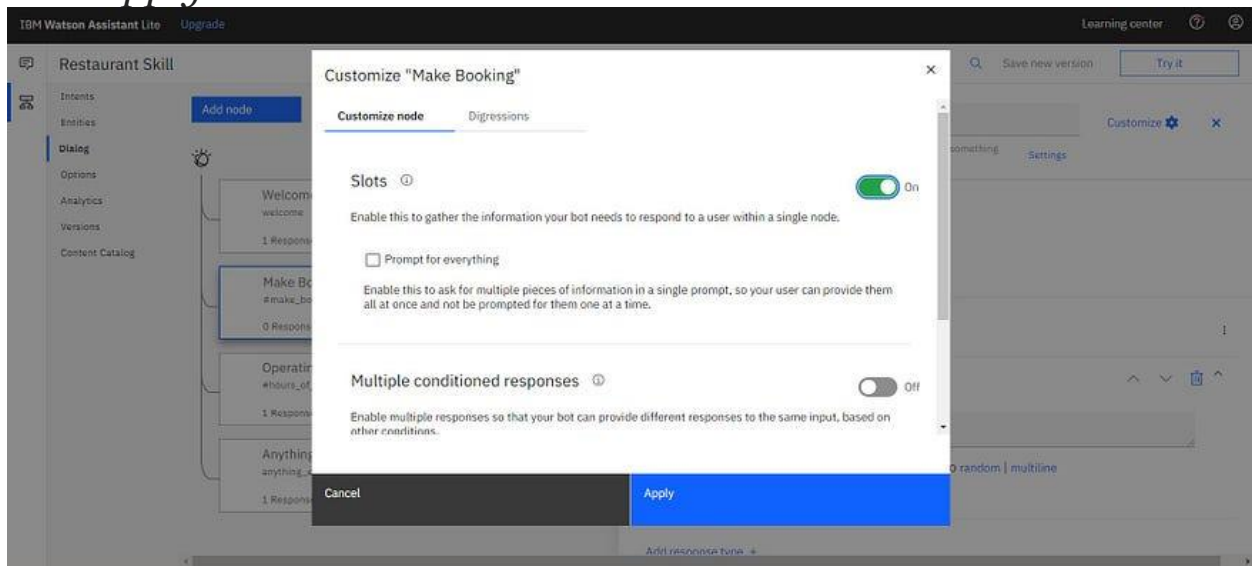 IBM Watson Assistant Lite Upgrade Learning center
Restaurant Skill
Save new version Try it
Intents
Entities
Dialog
Options
Analytics
Versions
Content Catalog
Add node
Welcom
welcome
1 Respons
Make Bo
#make_bo
0 Respons
Operatin
#hours_of_
1 Respons
Anything
anything_e
1 Respons
Customize "Make Booking"
Customize node Digressions
Slots On
Enable this to gather the information your bot needs to respond to a user within a single node.
Prompt for everything
Enable this to ask for multiple pieces of information in a single prompt, so your user can provide them
all at once and not be prompted for them one at a time.
Multiple conditioned responses Off
Enable multiple responses so that your bot can provide different responses to the same input, based on
other conditions.
Cancel Apply
Customize
something Settings
random | multiline
Add response type +